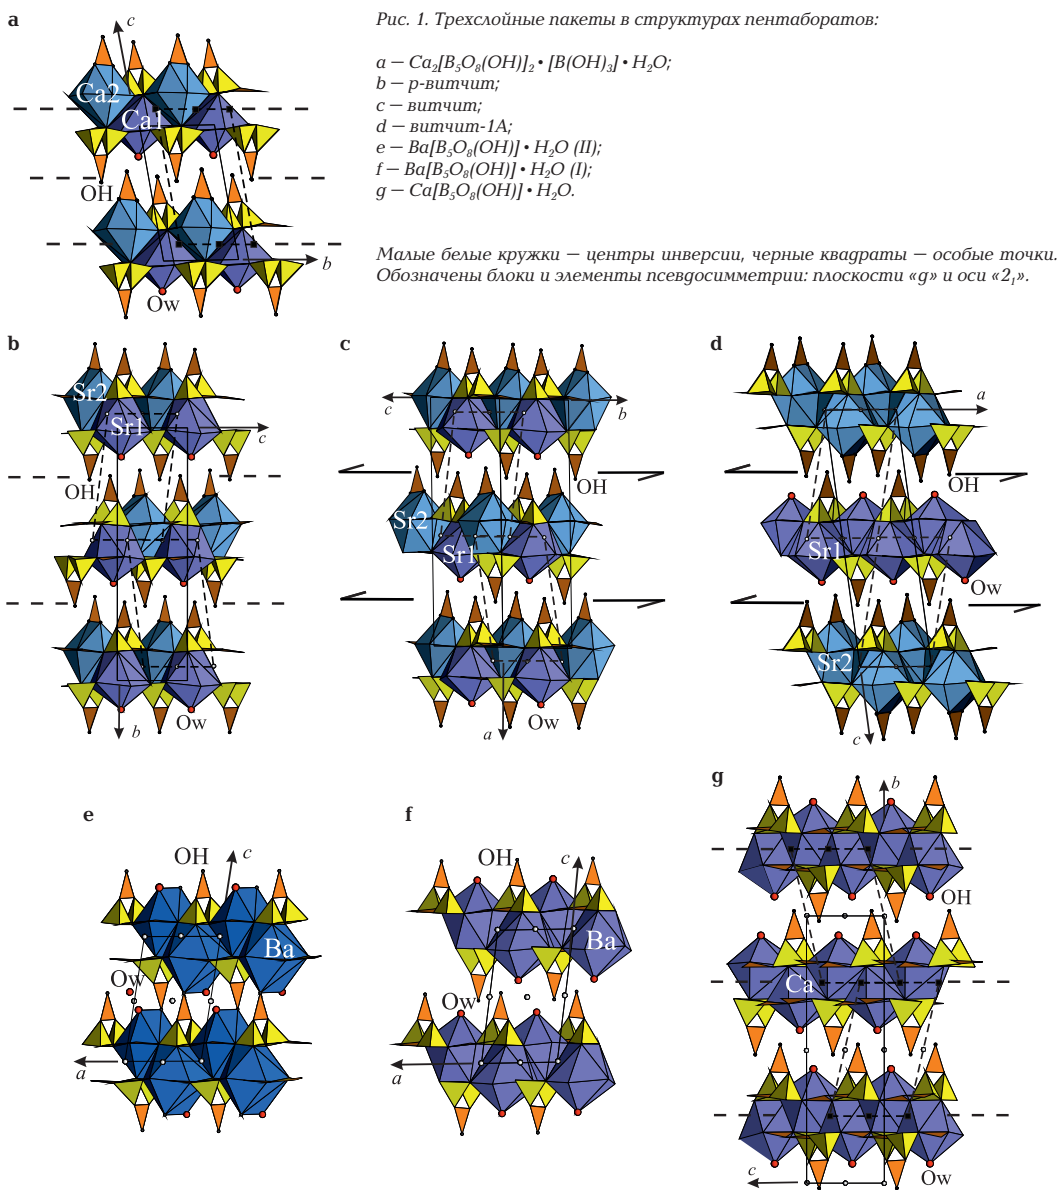 a
c
Рис. 1. Трехслойные пакеты в структурах пентаборатов:
a – Ca₂[B₅O₈(OH)]₂ • [B(OH)₃] • H₂O;
b – р-витчит;
c – витчит;
d – витчит-1А;
e – Ba[B₅O₈(OH)] • H₂O (II);
f – Ba[B₅O₈(OH)] • H₂O (I);
g – Ca[B₅O₈(OH)] • H₂O.
Малые белые кружки – центры инверсии, черные квадраты – особые точки.
Обозначены блоки и элементы псевдосимметрии: плоскости «g» и оси «2₁».
Ca2
Ca1
OH
b
Ow
b
Sr2
Sr1
c
OH
Ow
b
c
c
b
OH
Sr2
Sr1
Ow
a
d
a
OH
Sr1
Ow
Sr2
c
e
OH
c
Ba
Ow
a
f
OH
c
Ba
Ow
a
g
b
OH
Ca
Ow
c